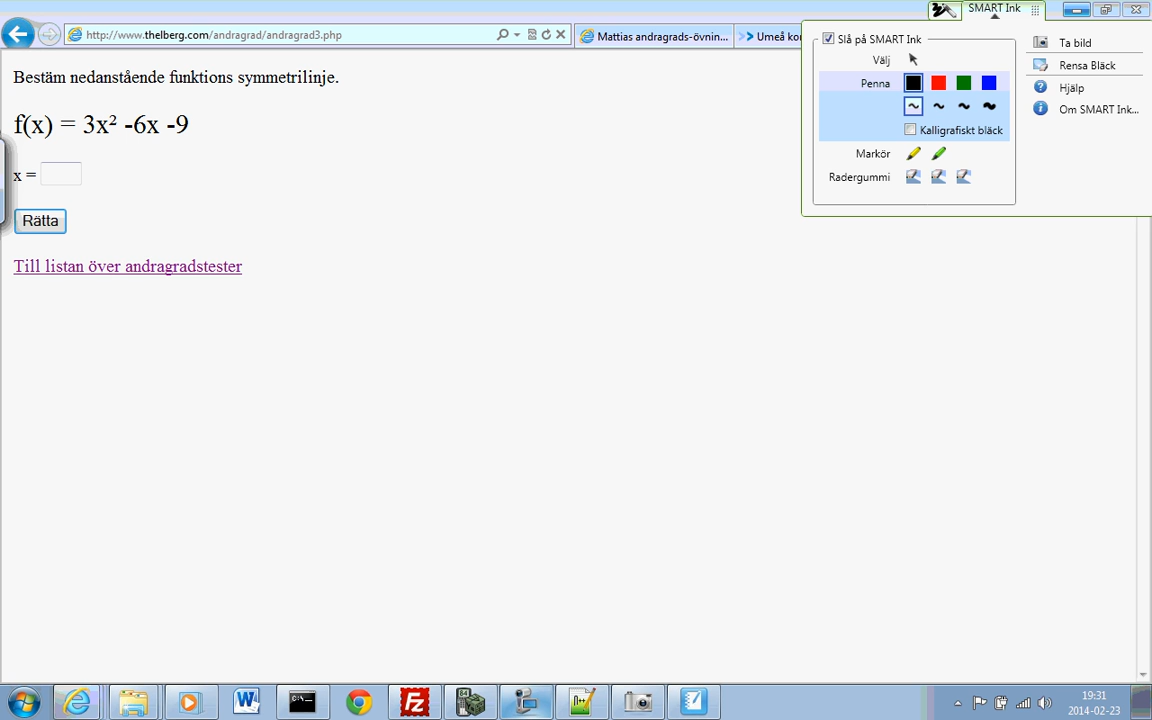 SMART Ink
http://www.thelberg.com/andragrad/andragrad3.php
Mattias andragrads-övnin...
Umeå kor
Bestäm nedanstående funktions symmetrilinje.
f(x) = 3x² -6x -9
x =
Rätta
Till listan över andragradstester
Slå på SMART Ink
Välj
Penna
Kalligrafiskt bläck
Markör
Radergummi
Ta bild
Rensa Bläck
Hjälp
Om SMART Ink...
19:31
2014-02-23